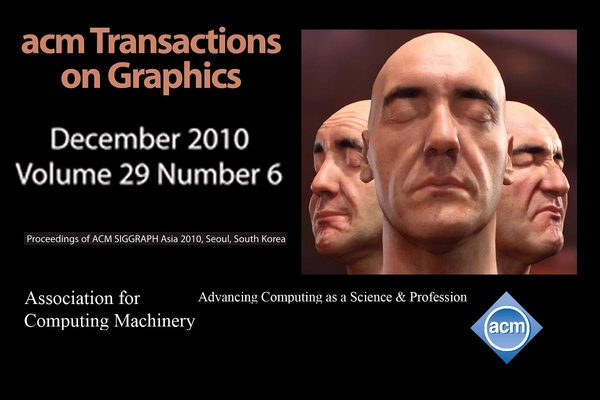 acm Transactions
on Graphics
December 2010
Volume 29 Number 6
Proceedings of ACM SIGGRAPH Asia 2010, Seoul, South Korea
Association for
Computing Machinery
Advancing Computing as a Science & Profession
acm